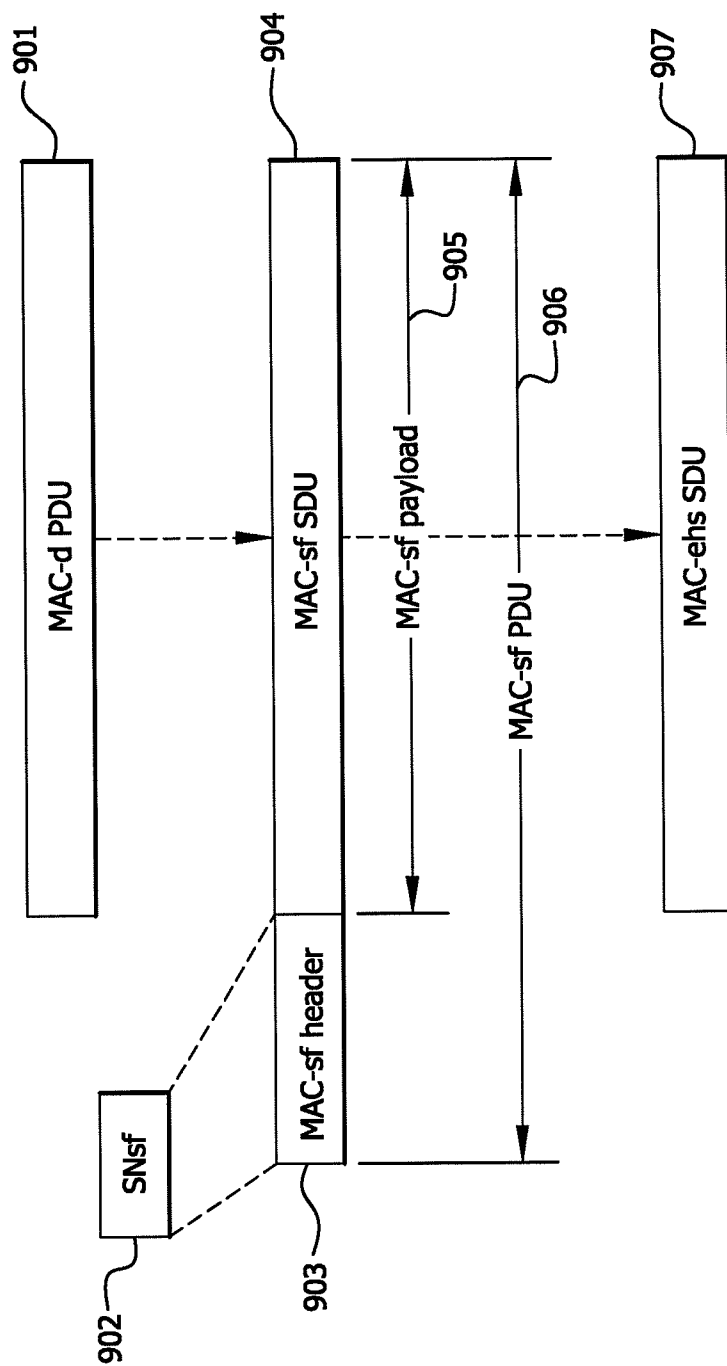 901
MAC-d PDU
902
SNsf
903
MAC-sf header
MAC-sf SDU
904
MAC-sf payload
905
MAC-sf PDU
906
MAC-ehs SDU
907